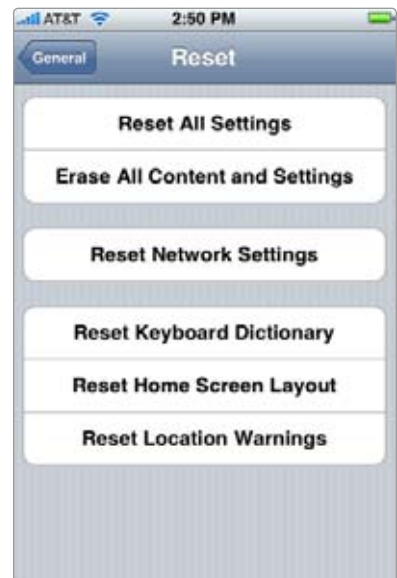 AT&T 2:50 PM
General Reset
Reset All Settings
Erase All Content and Settings
Reset Network Settings
Reset Keyboard Dictionary
Reset Home Screen Layout
Reset Location Warnings